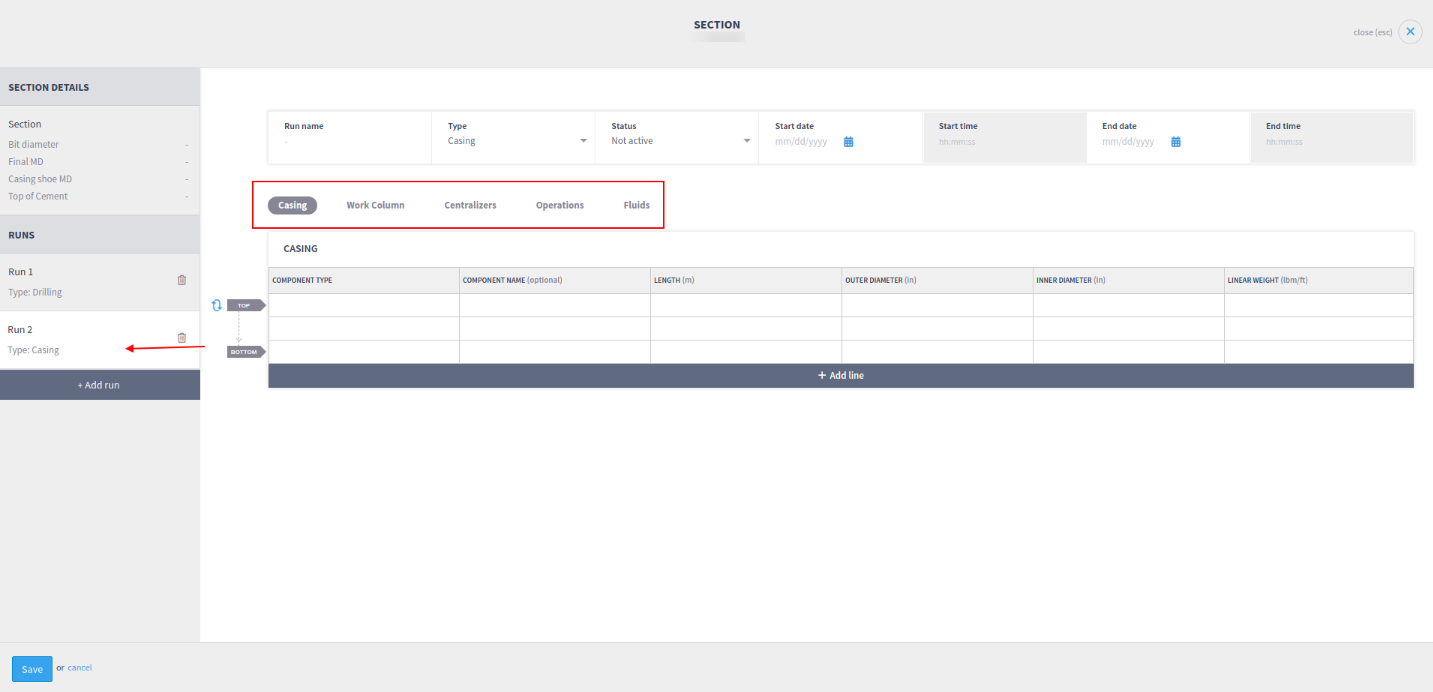 SECTION
close (esc)
SECTION DETAILS
Section
Bit diameter -
Final MD -
Casing shoe MD -
Top of Cement -
RUNS
Run 1
Type: Drilling
Run 2
Type: Casing
+ Add run
Run name Type Status Start date Start time End date End time
- Casing Not active mm/dd/yyyy hh:mm:ss mm/dd/yyyy hh:mm:ss
Casing Work Column Centralizers Operations Fluids
CASING
COMPONENT TYPE COMPONENT NAME (optional) LENGTH (m) OUTER DIAMETER (in) INNER DIAMETER (in) LINEAR WEIGHT (lbm/ft)
TOP
BOTTOM
+ Add line
Save or cancel